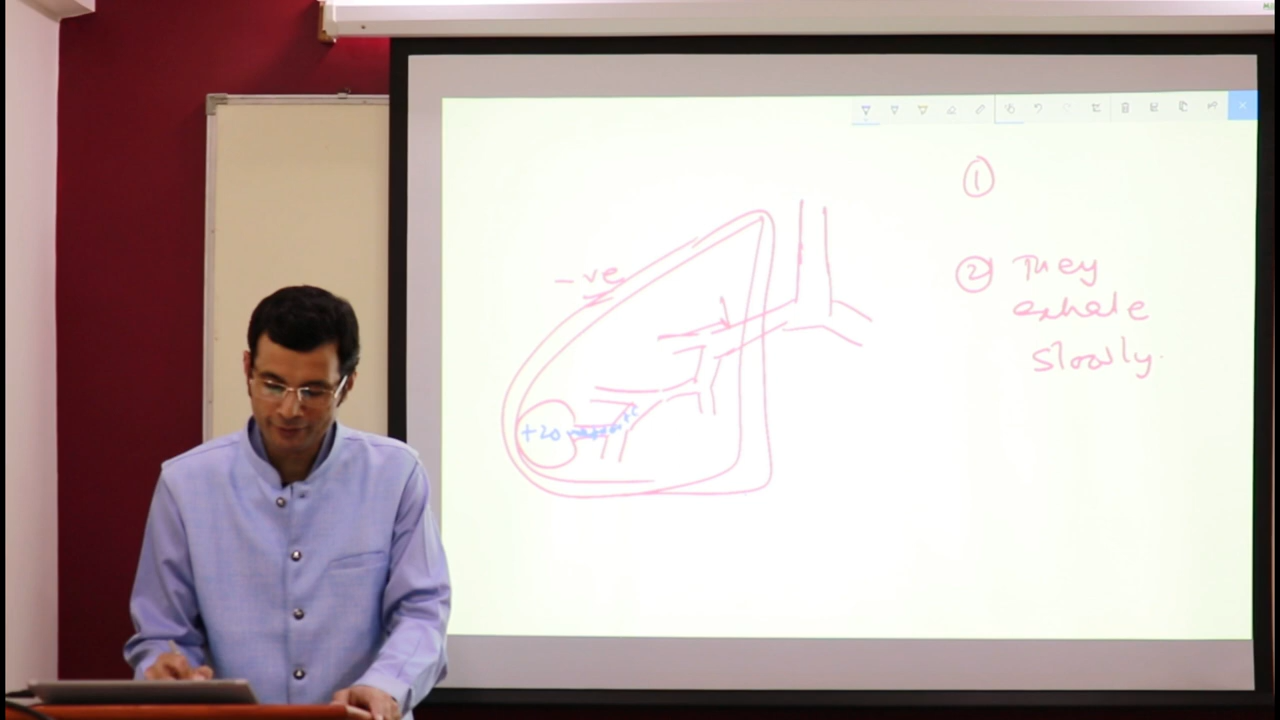 ①
- ve
② They
exhale
slowly.
+20